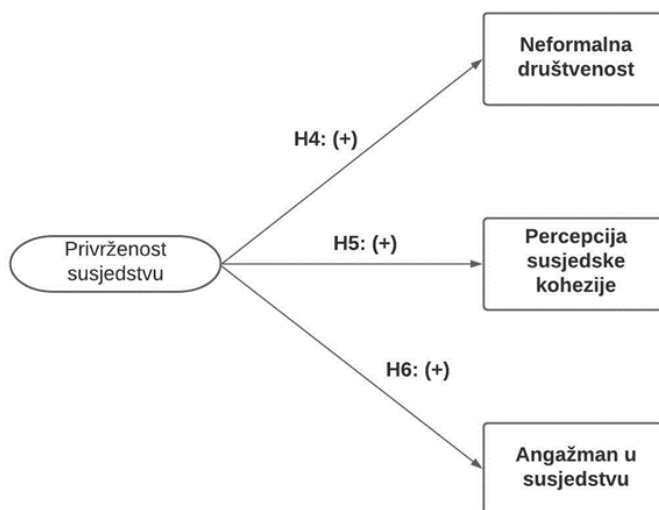 Neformalna
društvenost
H4: (+)
Privrženost
susjedstvu
H5: (+)
Percepcija
susjedske
kohezije
H6: (+)
Angažman u
susjedstvu